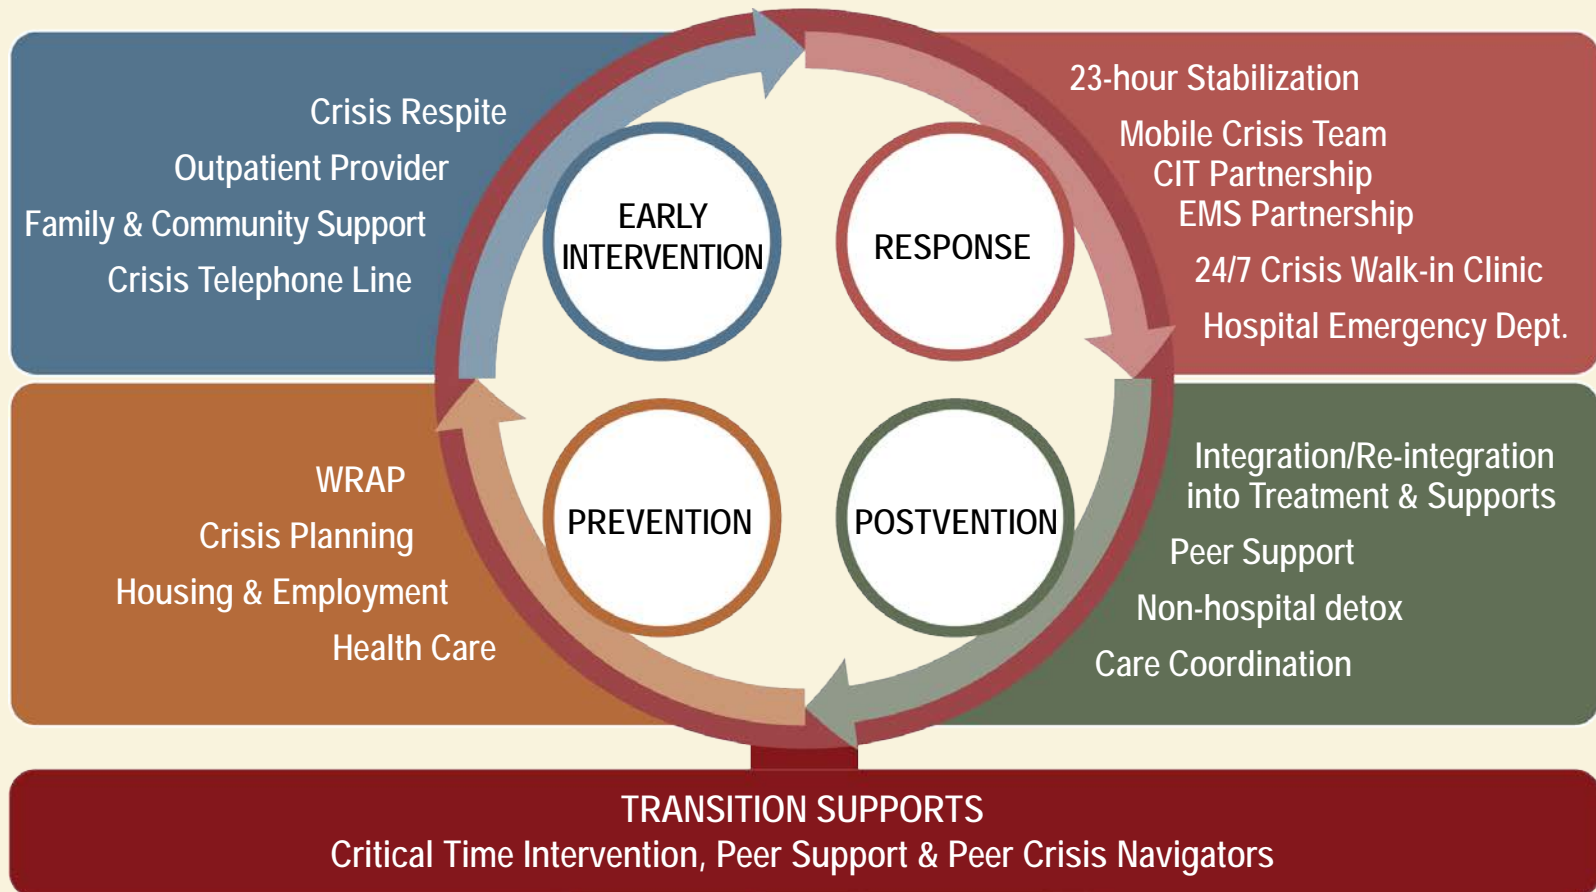 Crisis Respite
Outpatient Provider
Family & Community Support
Crisis Telephone Line
EARLY
INTERVENTION
RESPONSE
23-hour Stabilization
Mobile Crisis Team
CIT Partnership
EMS Partnership
24/7 Crisis Walk-in Clinic
Hospital Emergency Dept.
WRAP
Crisis Planning
Housing & Employment
Health Care
PREVENTION
POSTVENTION
Integration/Re-integration
into Treatment & Supports
Peer Support
Non-hospital detox
Care Coordination
TRANSITION SUPPORTS
Critical Time Intervention, Peer Support & Peer Crisis Navigators